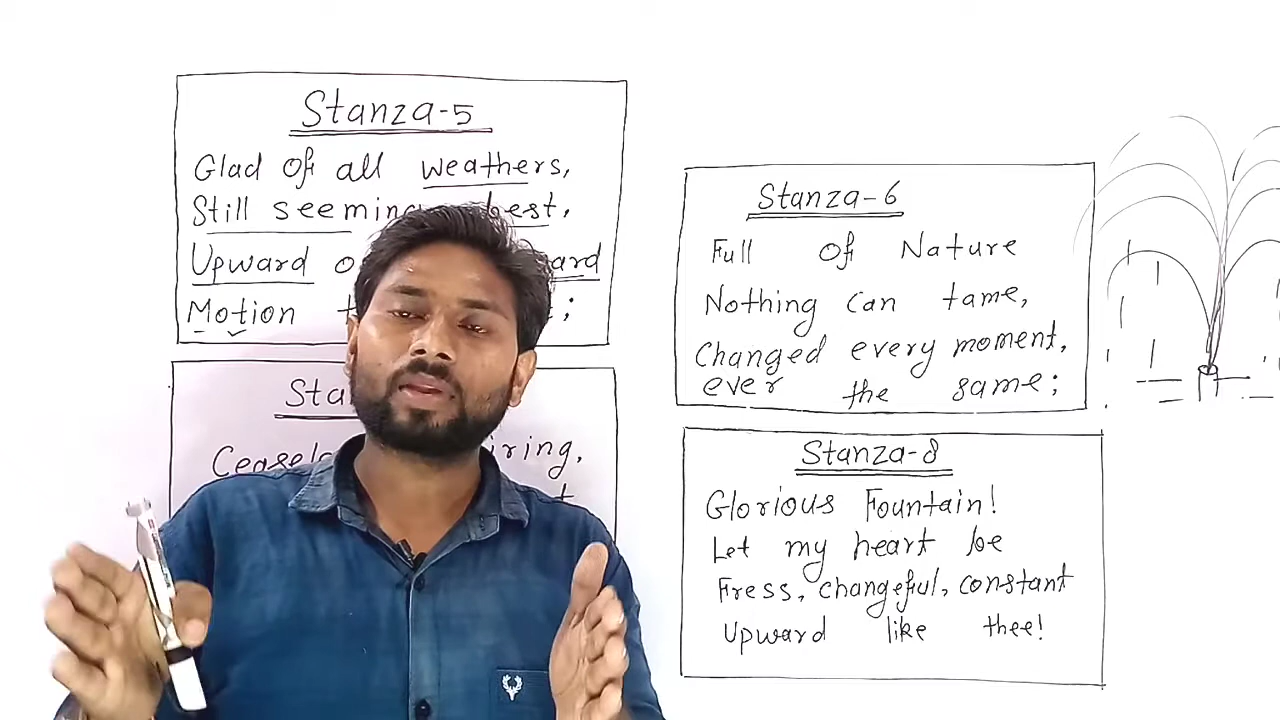 Stanza-5
Glad of all weathers,
Still seeming best,
Upward
Motion
iring,
Stanza-6
Full of Nature
Nothing can tame,
Changed every moment,
ever the same;
Stanza-8
Glorious Fountain!
Let my heart be
Fress, changeful, constant
Upward like thee!